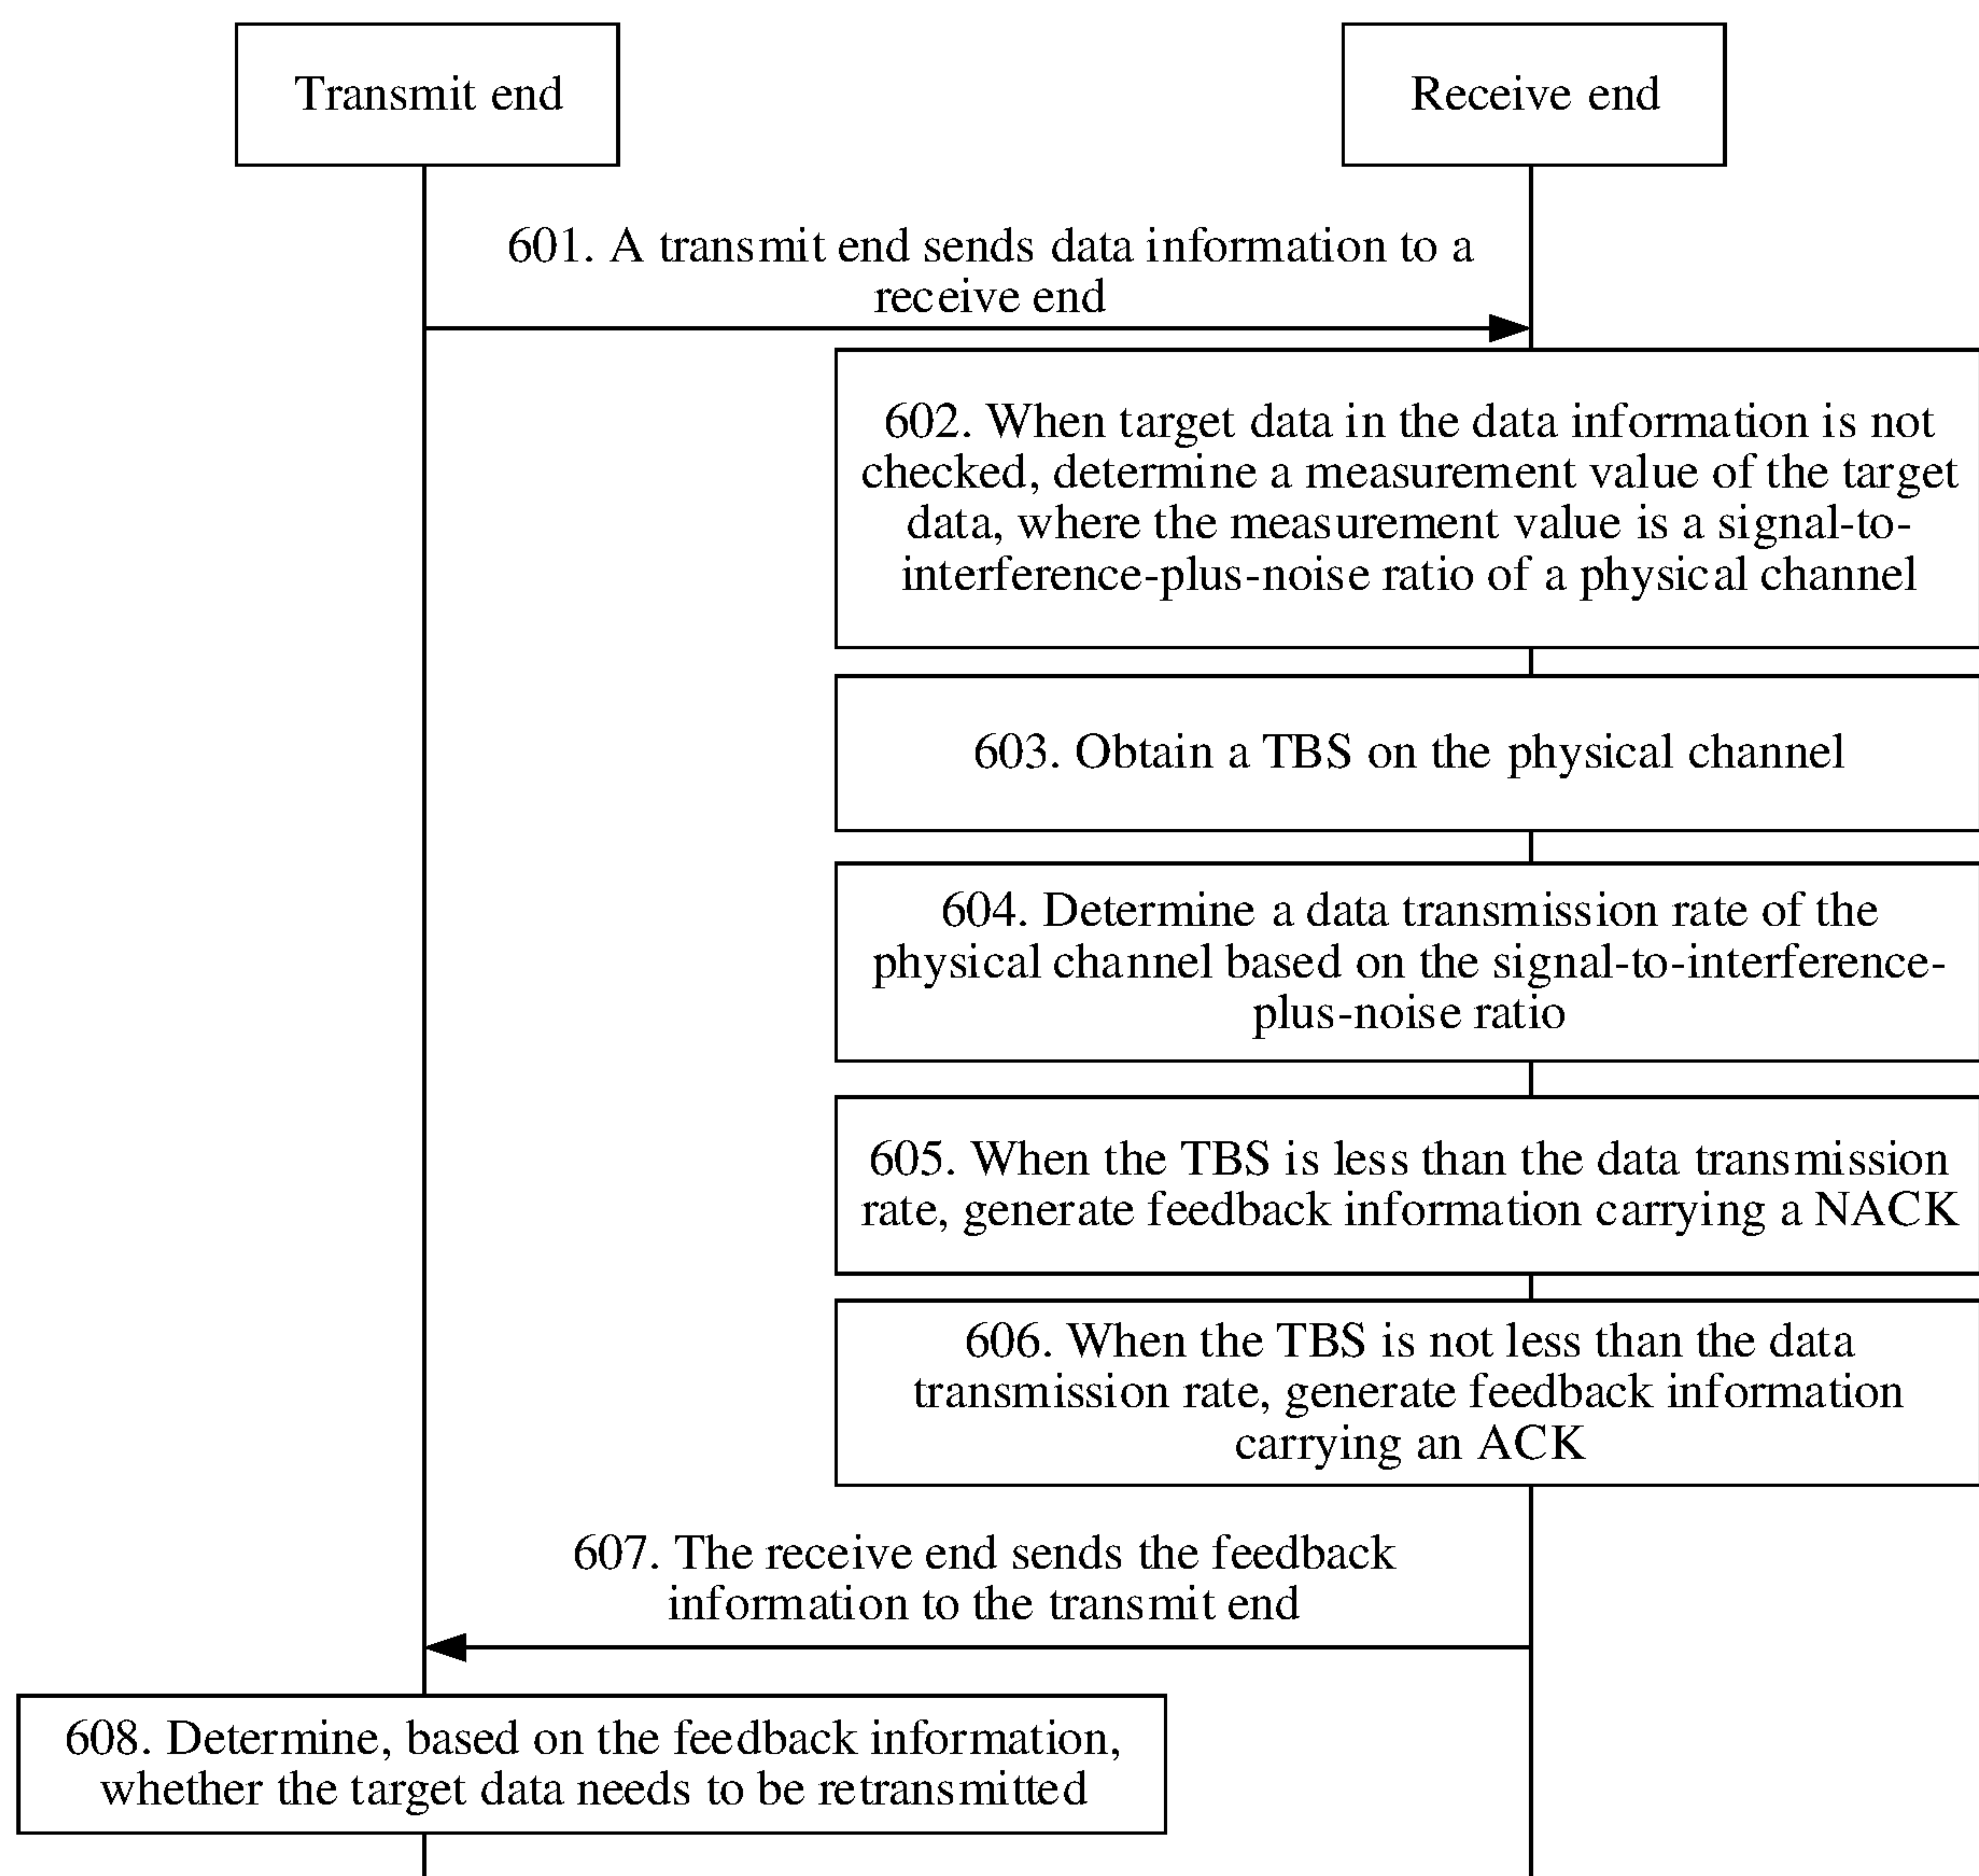 Transmit end
Receive end
601. A transmit end sends data information to a
receive end
602. When target data in the data information is not
checked, determine a measurement value of the target
data, where the measurement value is a signal-to-
interference-plus-noise ratio of a physical channel
603. Obtain a TBS on the physical channel
604. Determine a data transmission rate of the
physical channel based on the signal-to-interference-
plus-noise ratio
605. When the TBS is less than the data transmission
rate, generate feedback information carrying a NACK
606. When the TBS is not less than the data
transmission rate, generate feedback information
carrying an ACK
607. The receive end sends the feedback
information to the transmit end
608. Determine, based on the feedback information,
whether the target data needs to be retransmitted